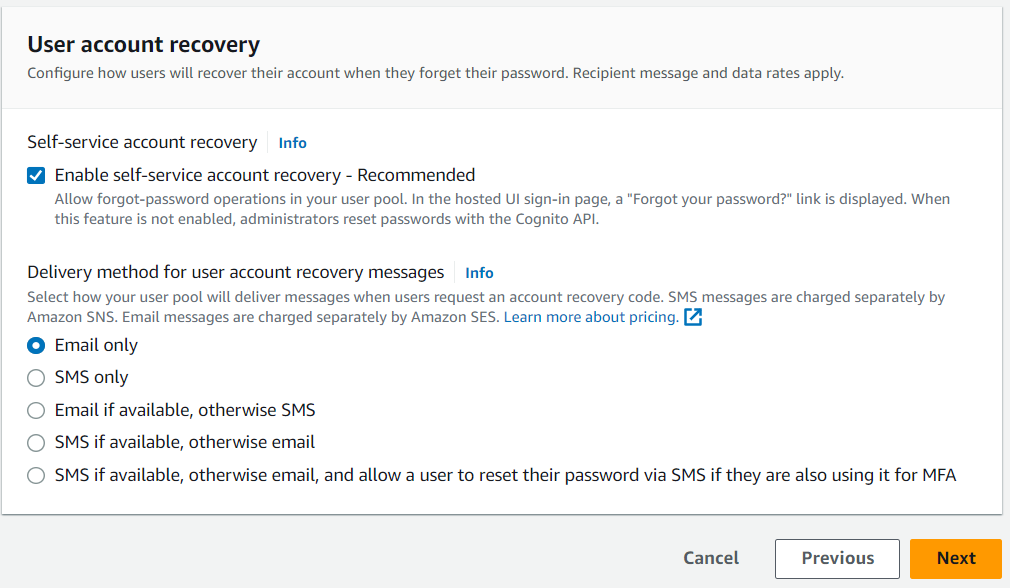 User account recovery
Configure how users will recover their account when they forget their password. Recipient message and data rates apply.
Self-service account recovery Info
Enable self-service account recovery - Recommended
Allow forgot-password operations in your user pool. In the hosted UI sign-in page, a "Forgot your password?" link is displayed. When
this feature is not enabled, administrators reset passwords with the Cognito API.
Delivery method for user account recovery messages Info
Select how your user pool will deliver messages when users request an account recovery code. SMS messages are charged separately by
Amazon SNS. Email messages are charged separately by Amazon SES. Learn more about pricing.
Email only
SMS only
Email if available, otherwise SMS
SMS if available, otherwise email
SMS if available, otherwise email, and allow a user to reset their password via SMS if they are also using it for MFA
Cancel Previous Next